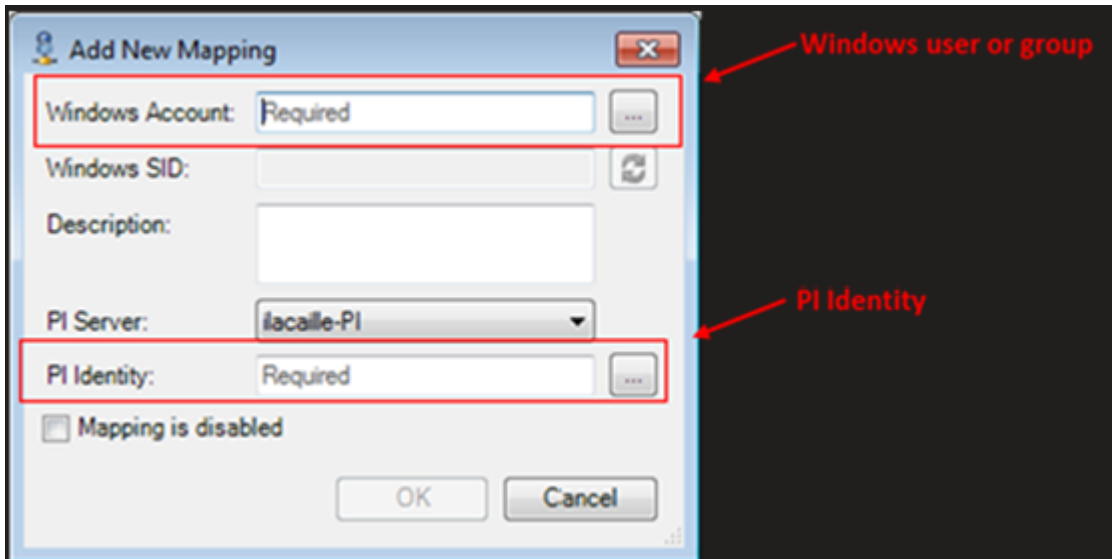 Add New Mapping
Windows user or group
Windows Account: Required ...
Windows SID:
Description:
PI Identity
PI Server: ilacaille-PI
PI Identity: Required ...
Mapping is disabled
OK Cancel